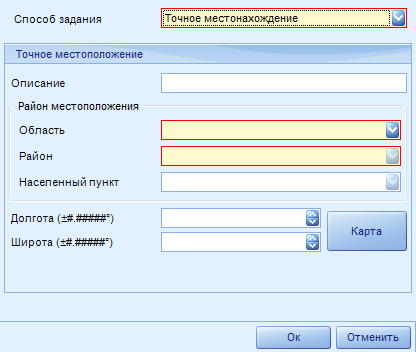 Способ задания
Точное местонахождение
Точное местоположение
Описание
Район местоположения
Область
Район
Населенный пункт
Долгота (±#.#####°)
Широта (±#.#####°)
Карта
Ок
Отменить